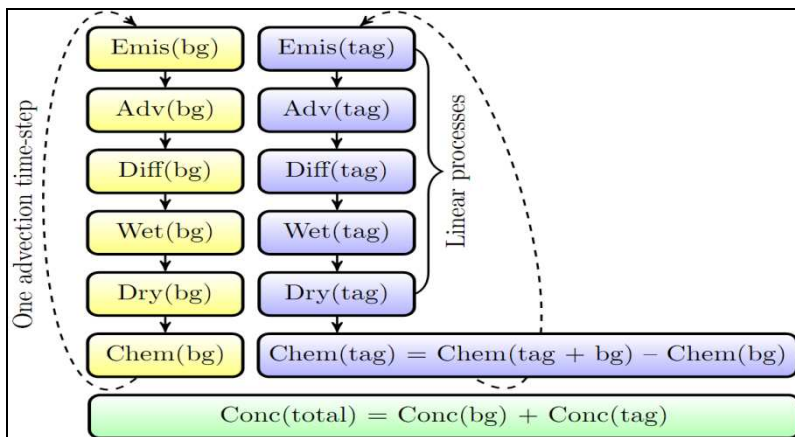 Emis(bg)
Emis(tag)
Adv(bg)
Adv(tag)
Diff(bg)
Diff(tag)
Wet(bg)
Wet(tag)
Dry(bg)
Dry(tag)
Chem(bg)
Chem(tag) = Chem(tag + bg) – Chem(bg)
Conc(total) = Conc(bg) + Conc(tag)
One advection time-step
Linear processes